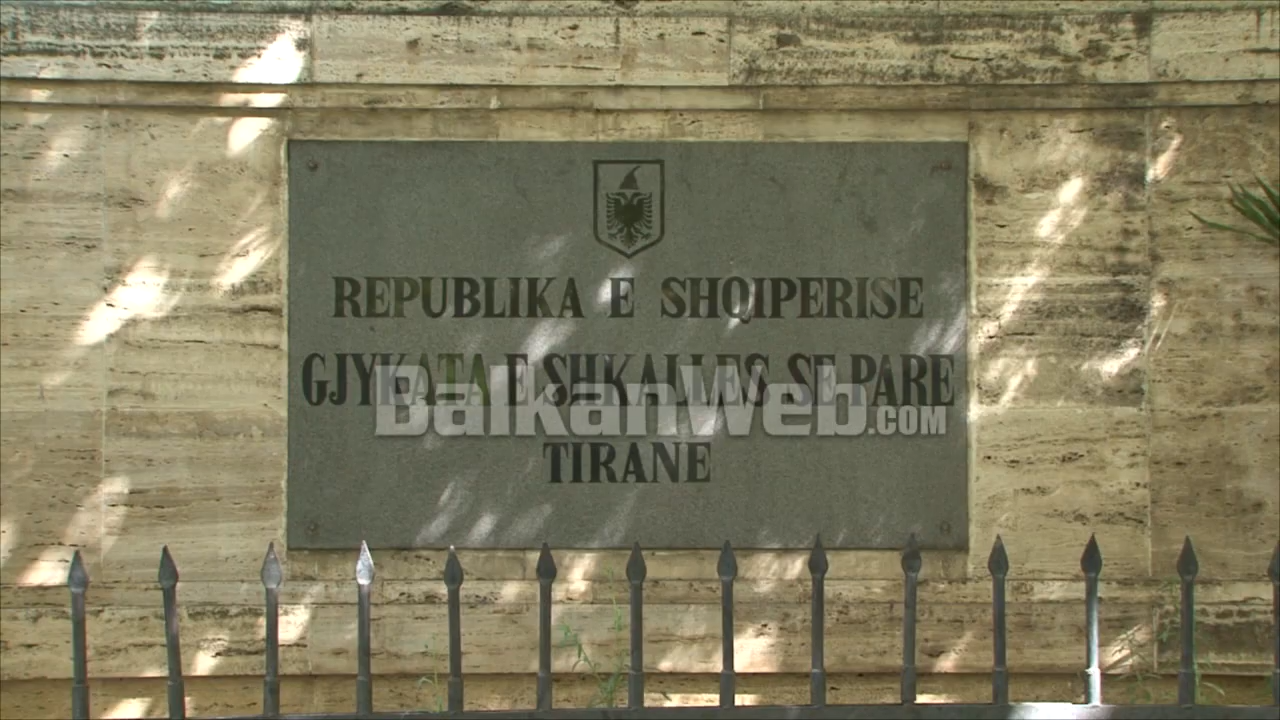 REPUBLIKA E SHQIPERISE
GJYKATA E SHKALLES SE PARE
BalkanWeb.com
TIRANE